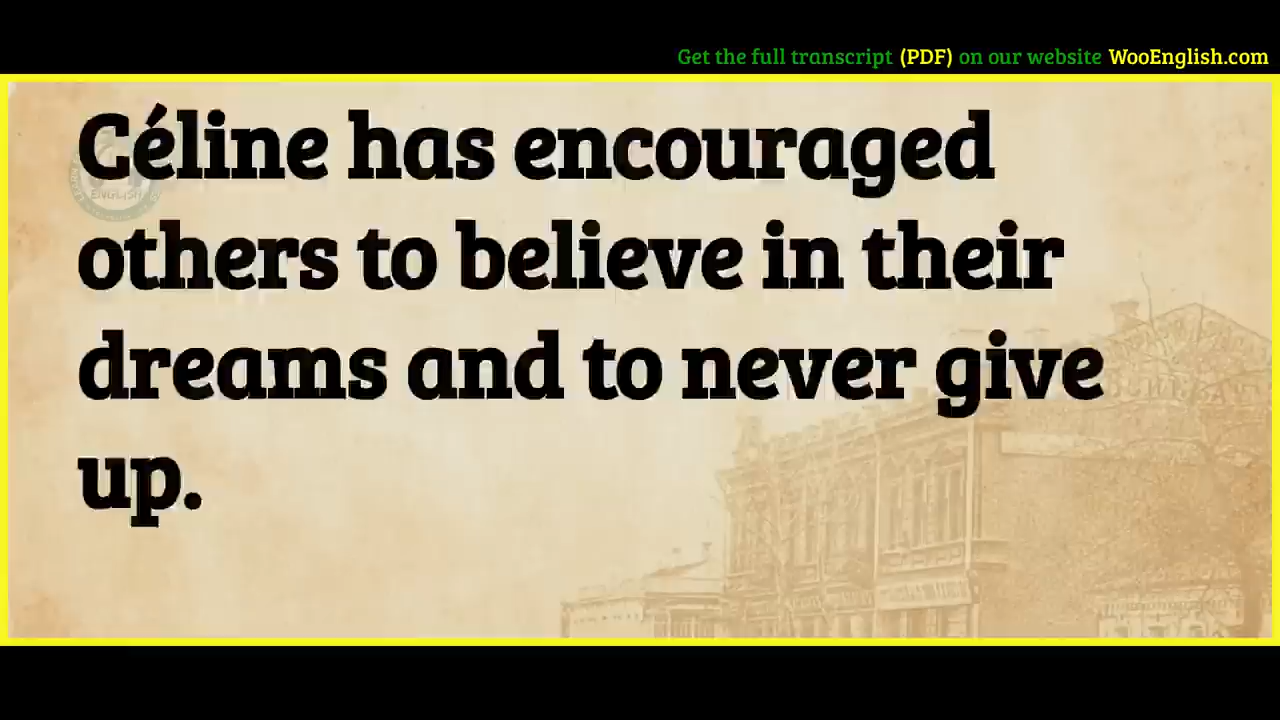 Get the full transcript (PDF) on our website WooEnglish.com
Céline has encouraged
others to believe in their
dreams and to never give
up.
ENGLISH